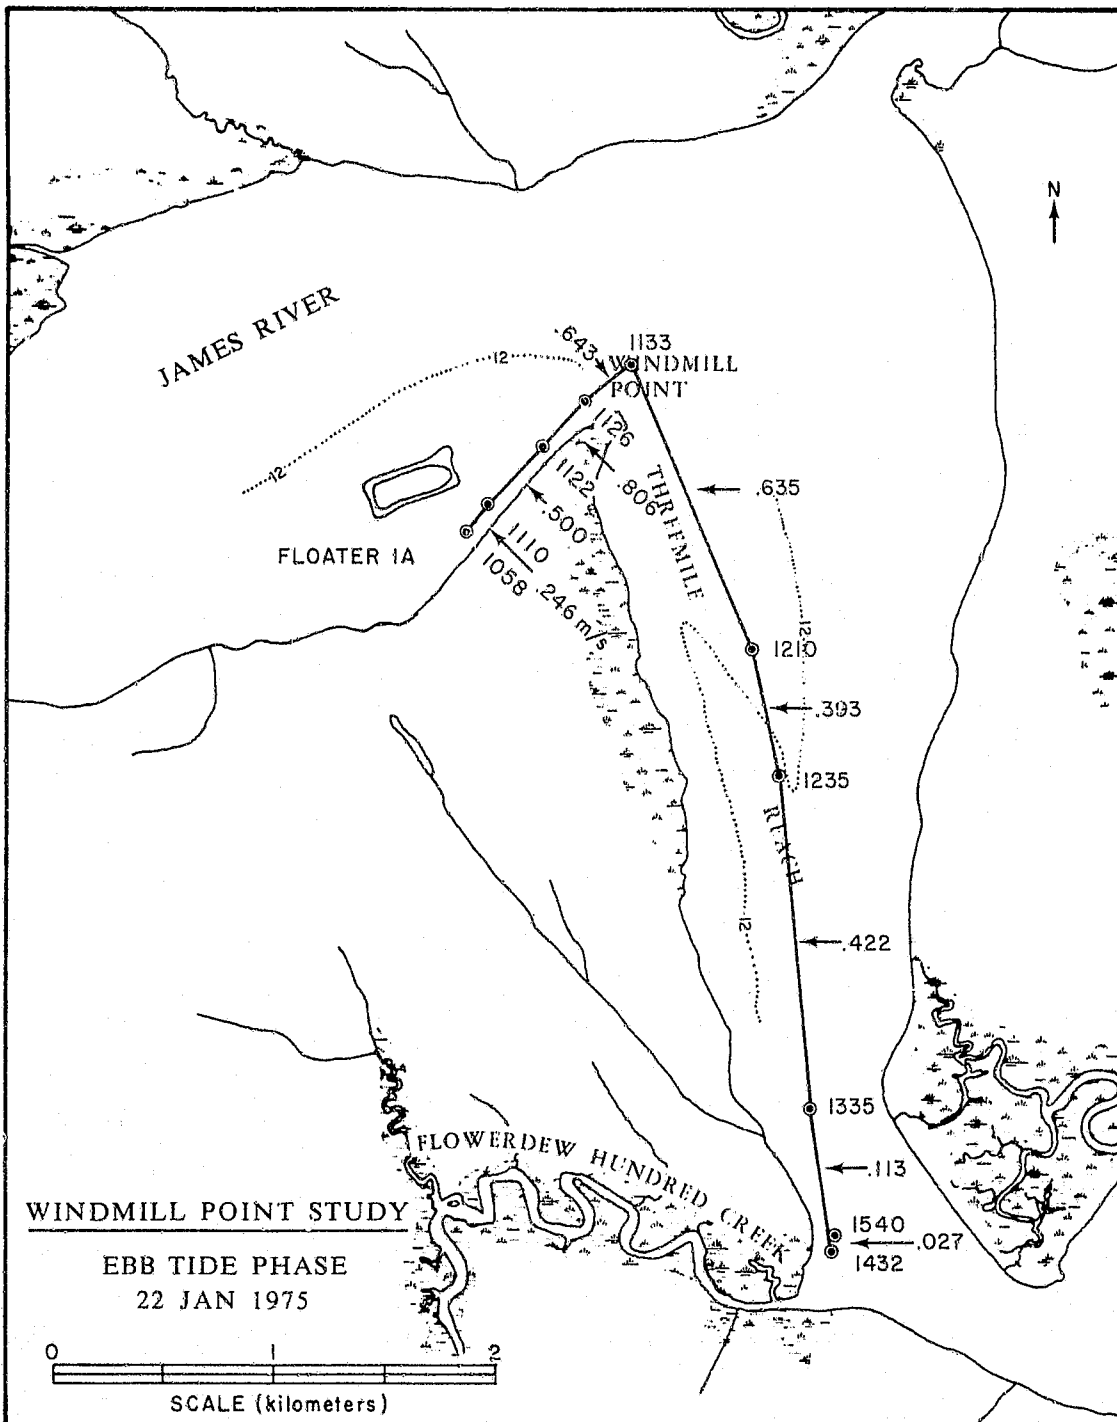 N
JAMES RIVER
12
12
.643
1133
WINDMILL
POINT
1126
.806
1122
.500
1110
.246 m/s
1058
FLOATER 1A
THREEMILE
REACH
.635
12
1210
.393
1235
12
.422
1335
.113
1540
.027
1432
FLOWERDEW HUNDRED CREEK
WINDMILL POINT STUDY
EBB TIDE PHASE
22 JAN 1975
0 1 2
SCALE (kilometers)